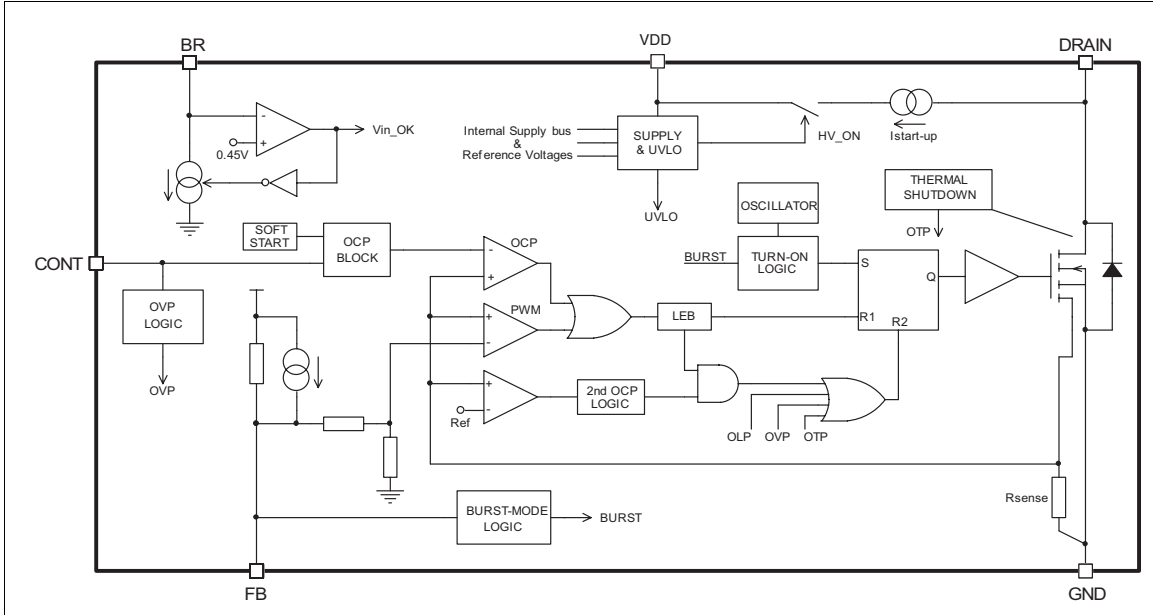 BR
VDD
DRAIN
-
+
0.45V
Vin_OK
Internal Supply bus
&
Reference Voltages
SUPPLY
& UVLO
HV_ON
Istart-up
UVLO
THERMAL
SHUTDOWN
OSCILLATOR
OTP
SOFT
START
OCP
BLOCK
OCP
-
+
CONT
BURST
TURN-ON
LOGIC
S
Q
OVP
LOGIC
PWM
+
-
LEB
R1
R2
OVP
+
-
Ref
2nd OCP
LOGIC
OLP
OVP
OTP
Rsense
BURST-MODE
LOGIC
BURST
FB
GND